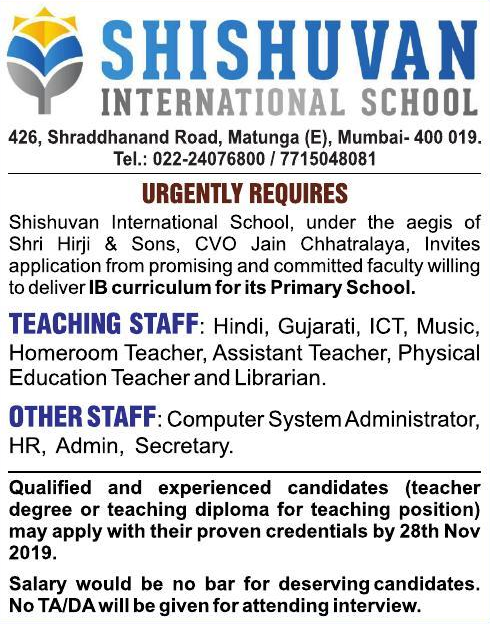 SHISHUVAN
INTERNATIONAL SCHOOL
426, Shraddhanand Road, Matunga (E), Mumbai- 400 019.
Tel.: 022-24076800 / 7715048081
URGENTLY REQUIRES
Shishuvan International School, under the aegis of
Shri Hirji & Sons, CVO Jain Chhatralaya, Invites
application from promising and committed faculty willing
to deliver IB curriculum for its Primary School.
TEACHING STAFF: Hindi, Gujarati, ICT, Music,
Homeroom Teacher, Assistant Teacher, Physical
Education Teacher and Librarian.
OTHER STAFF: Computer System Administrator,
HR, Admin, Secretary.
Qualified and experienced candidates (teacher
degree or teaching diploma for teaching position)
may apply with their proven credentials by 28th Nov
2019.
Salary would be no bar for deserving candidates.
No TA/DA will be given for attending interview.